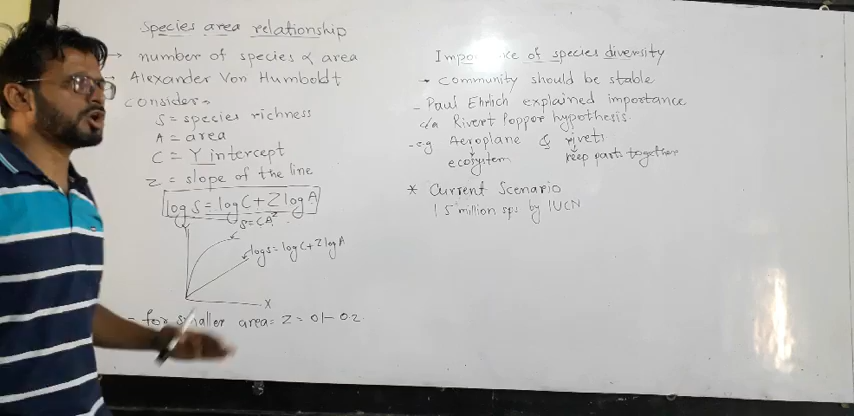 Species area relationship
→ number of species ∝ area
Alexander Von Humboldt
consider,
S = species richness
A = area
C = Y intercept
Z = slope of the line
log S = log C + Z log A
S = CA^Z
log S = log C + Z log A
Y
X
- for smaller area = Z = 0.1-0.2
Importance of species diversity
→ Community should be stable
- Paul Ehrlich explained importance
c/a Rivert Popper hypothesis.
- eg Aeroplane & rivets
ecosystem
keep parts together
* Current Scenario
1.5 million sps by IUCN